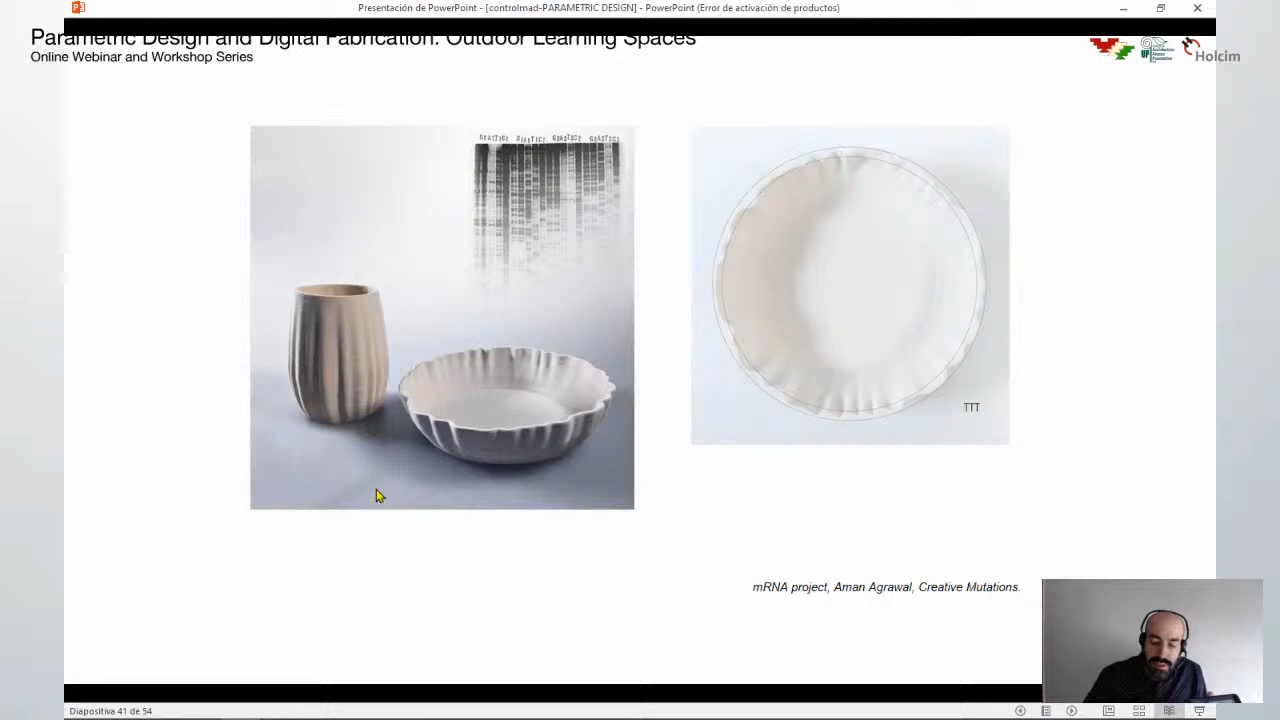 Presentación de PowerPoint - [controlmad-PARAMETRIC DESIGN] - PowerPoint (Error de activación de productos)
Parametric Design and Digital Fabrication: Outdoor Learning Spaces
Online Webinar and Workshop Series
UP
Holcim
TTT
mRNA project, Aman Agrawal, Creative Mutations.
Diapositiva 41 de 54